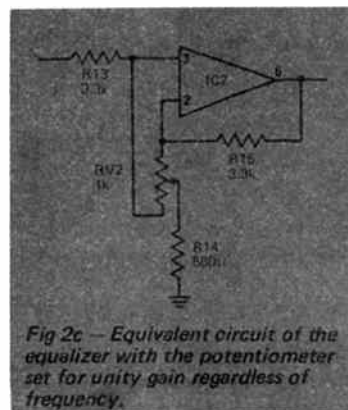 R13
3.3k
3
2
6
IC7
R15
3.3k
RV2
1k
R14
Fig 2c — Equivalent circuit of the
equalizer with the potentiometer
set for unity gain regardless of
frequency.